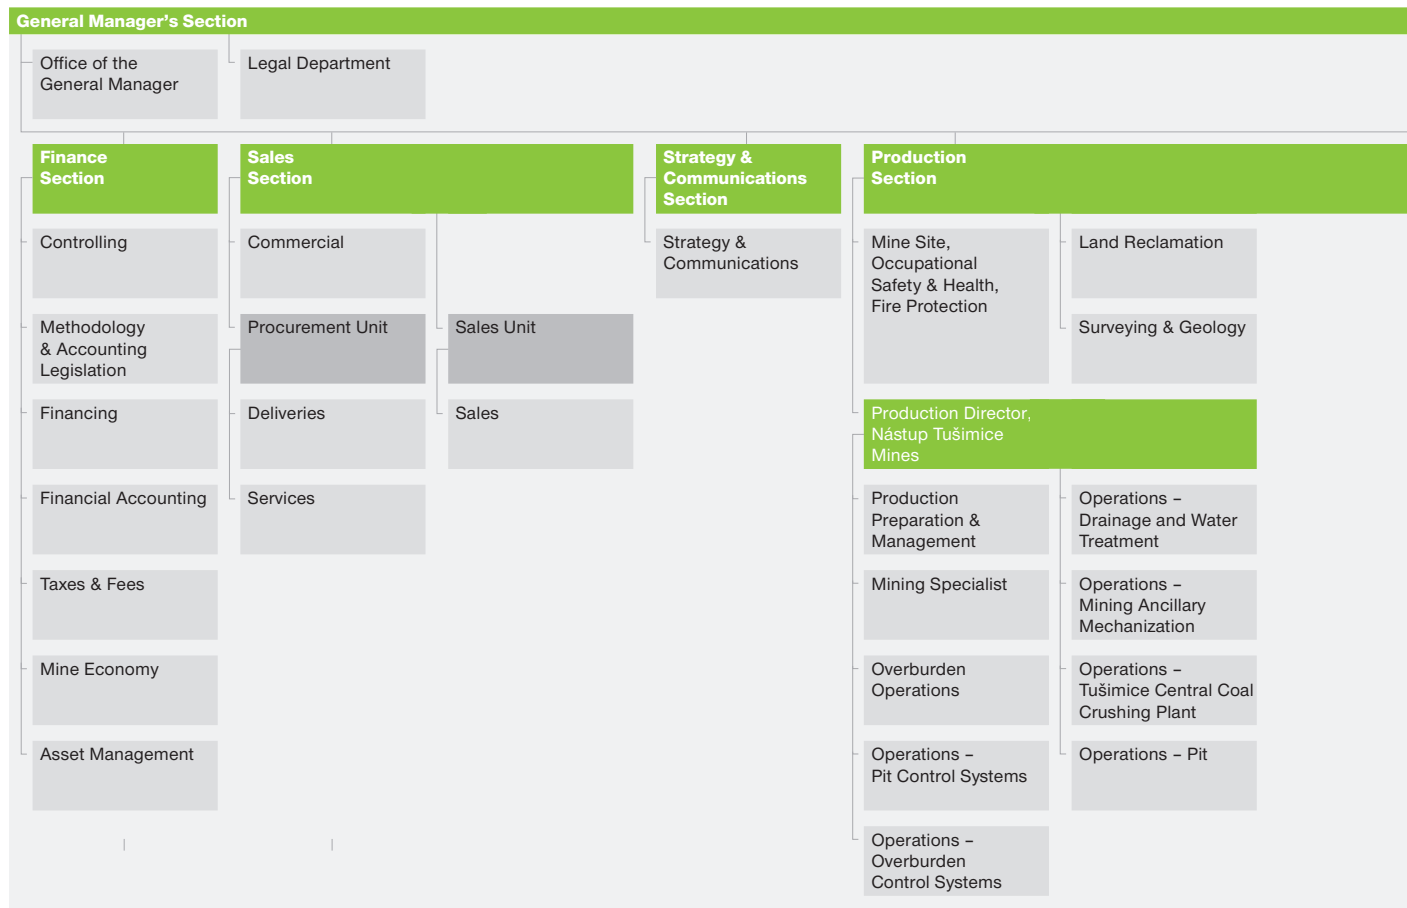 General Manager’s Section
Office of the
General Manager
Legal Department
Finance
Section
Controlling
Methodology
& Accounting
Legislation
Financing
Financial Accounting
Taxes & Fees
Mine Economy
Asset Management
Sales
Section
Commercial
Procurement Unit
Deliveries
Services
Sales Unit
Sales
Strategy &
Communications
Section
Strategy &
Communications
Production
Section
Mine Site,
Occupational
Safety & Health,
Fire Protection
Land Reclamation
Surveying & Geology
Production Director,
Nástup Tušimice
Mines
Production
Preparation &
Management
Mining Specialist
Overburden
Operations
Operations –
Pit Control Systems
Operations –
Overburden
Control Systems
Operations –
Drainage and Water
Treatment
Operations –
Mining Ancillary
Mechanization
Operations –
Tušimice Central Coal
Crushing Plant
Operations – Pit